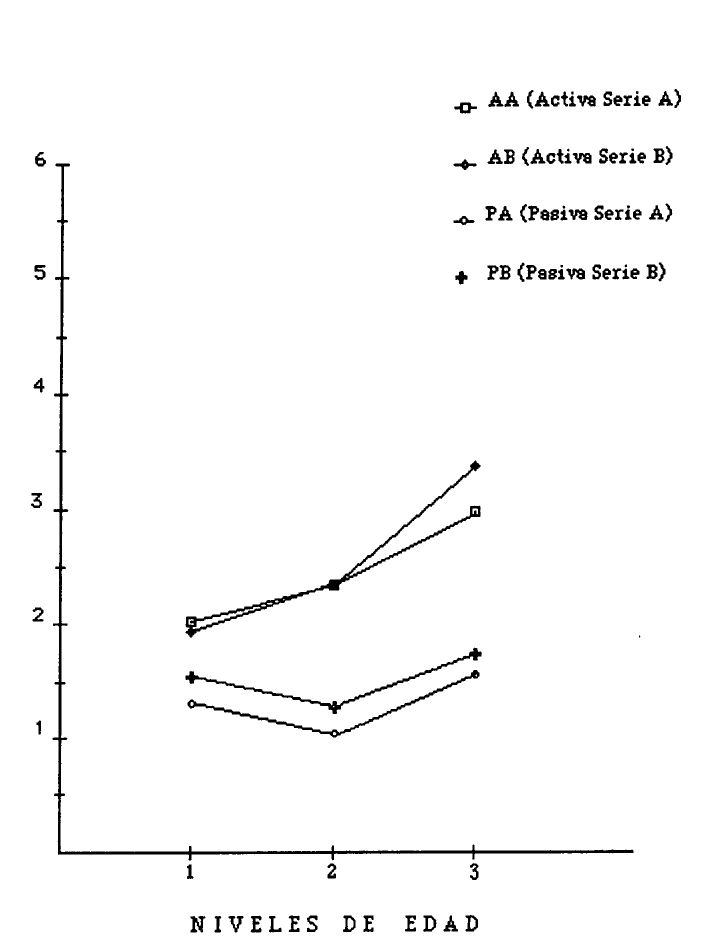 AA (Activa Serie A)
AB (Activa Serie B)
PA (Pasiva Serie A)
PB (Pasiva Serie B)
6
5
4
3
2
1
1 2 3
NIVELES DE EDAD